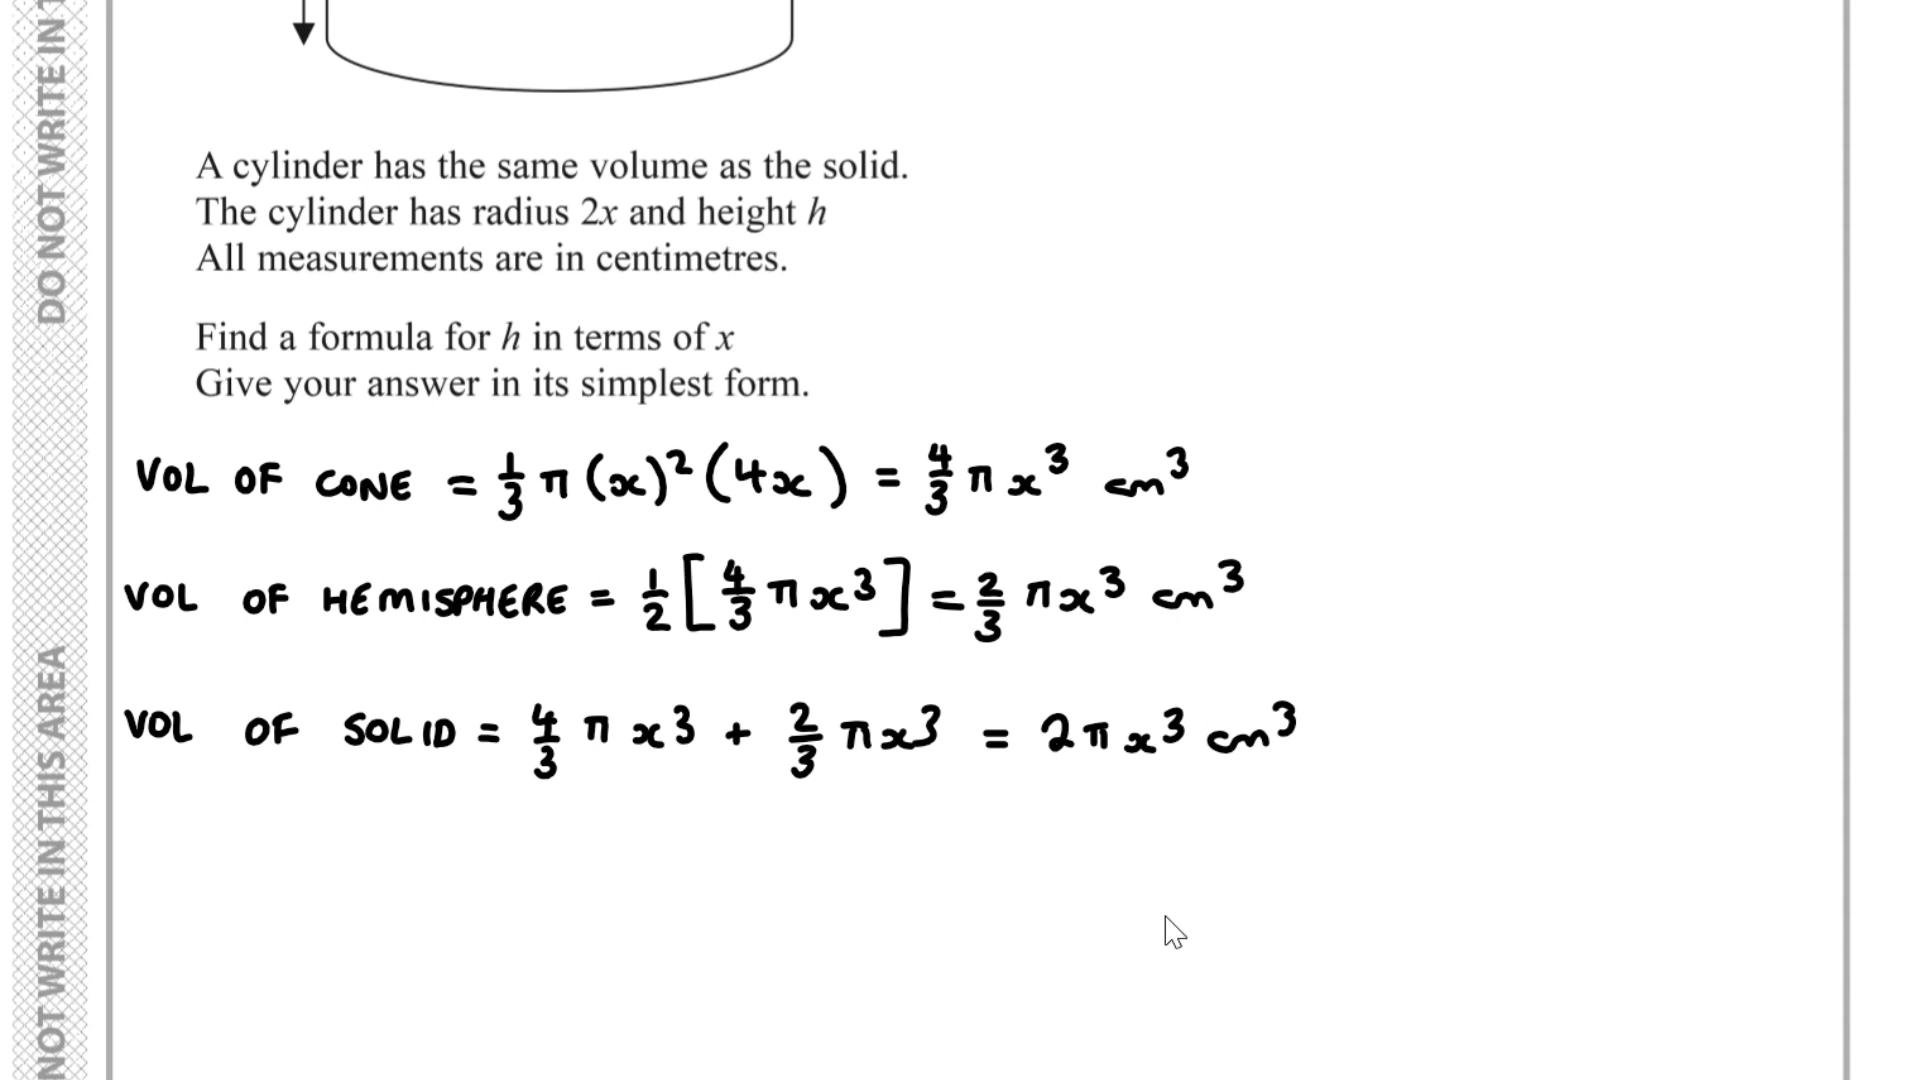 DO NOT WRITE IN T
NOT WRITE IN THIS AREA
A cylinder has the same volume as the solid.
The cylinder has radius 2x and height h
All measurements are in centimetres.
Find a formula for h in terms of x
Give your answer in its simplest form.
VOL OF CONE = 1/3 π (x)² (4x) = 4/3 π x³ cm³
VOL OF HEMISPHERE = 1/2 [4/3 π x³] = 2/3 π x³ cm³
VOL OF SOLID = 4/3 π x³ + 2/3 π x³ = 2 π x³ cm³